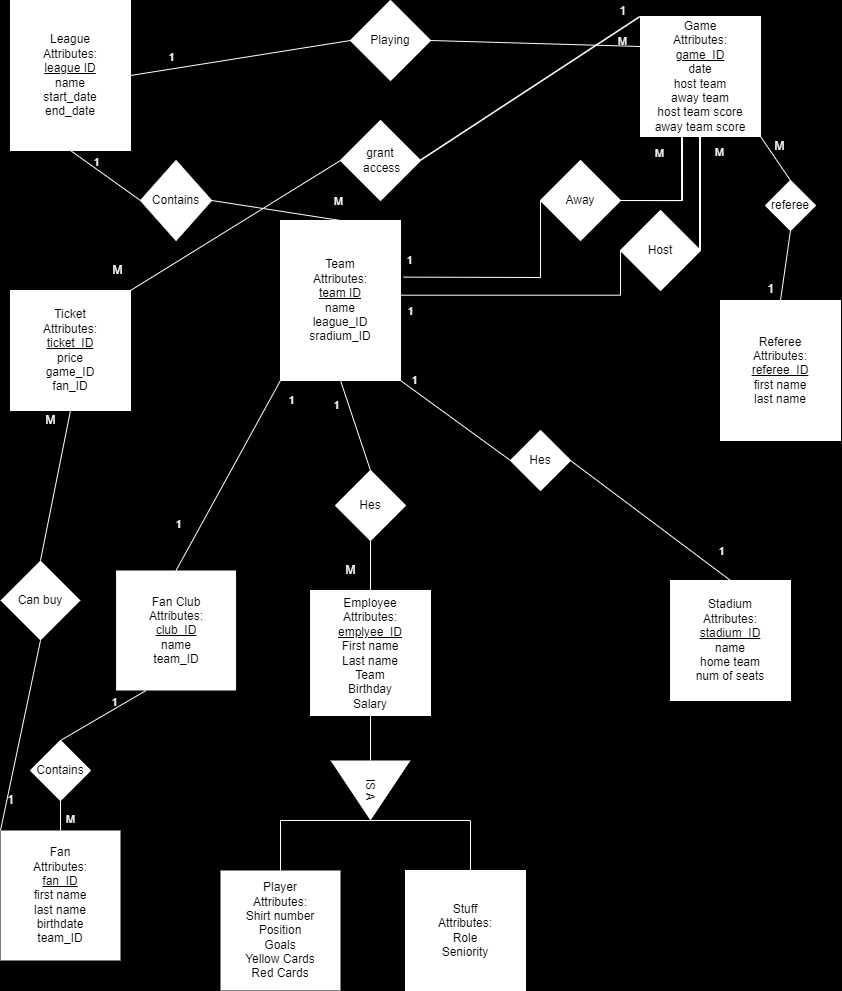 League
Attributes:
league ID
name
start_date
end_date
1
Playing
1
M
Game
Attributes:
game_ID
date
host team
away team
host team score
away team score
1
Contains
M
grant
access
M
M
M
M
Away
Host
referee
1
1
1
Team
Attributes:
team ID
name
league_ID
sradium_ID
Ticket
Attributes:
ticket_ID
price
game_ID
fan_ID
Referee
Attributes:
referee_ID
first name
last name
M
1
1
1
Hes
Hes
1
1
M
Can buy
Fan Club
Attributes:
club_ID
name
team_ID
Employee
Attributes:
emplyee_ID
First name
Last name
Team
Birthday
Salary
Stadium
Attributes:
stadium_ID
name
home team
num of seats
1
Contains
1
M
IS A
Fan
Attributes:
fan_ID
first name
last name
birthdate
team_ID
Player
Attributes:
Shirt number
Position
Goals
Yellow Cards
Red Cards
Stuff
Attributes:
Role
Seniority